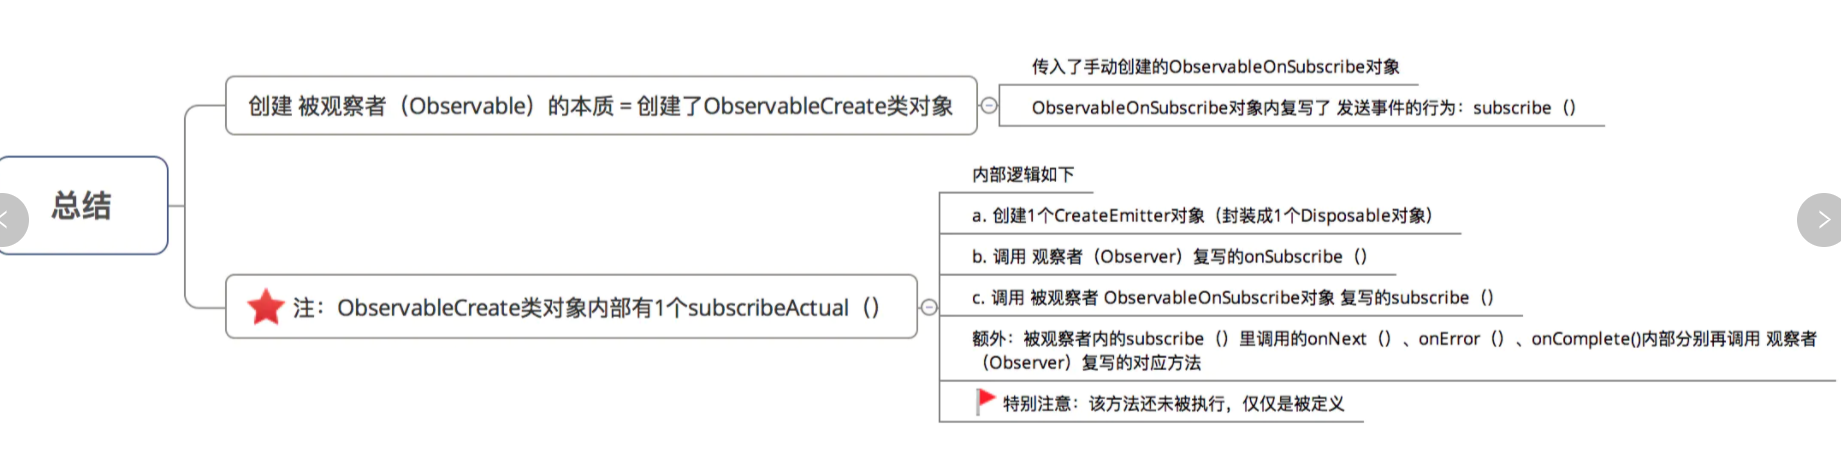 总结
创建 被观察者（Observable）的本质 = 创建了ObservableCreate类对象
传入了手动创建的ObservableOnSubscribe对象
ObservableOnSubscribe对象内复写了 发送事件的行为：subscribe（）
注：ObservableCreate类对象内部有1个subscribeActual（）
内部逻辑如下
a. 创建1个CreateEmitter对象（封装成1个Disposable对象）
b. 调用 观察者（Observer）复写的onSubscribe（）
c. 调用 被观察者 ObservableOnSubscribe对象 复写的subscribe（）
额外：被观察者内的subscribe（）里调用的onNext（）、onError（）、onComplete()内部分别再调用 观察者
（Observer）复写的对应方法
特别注意：该方法还未被执行，仅仅是被定义